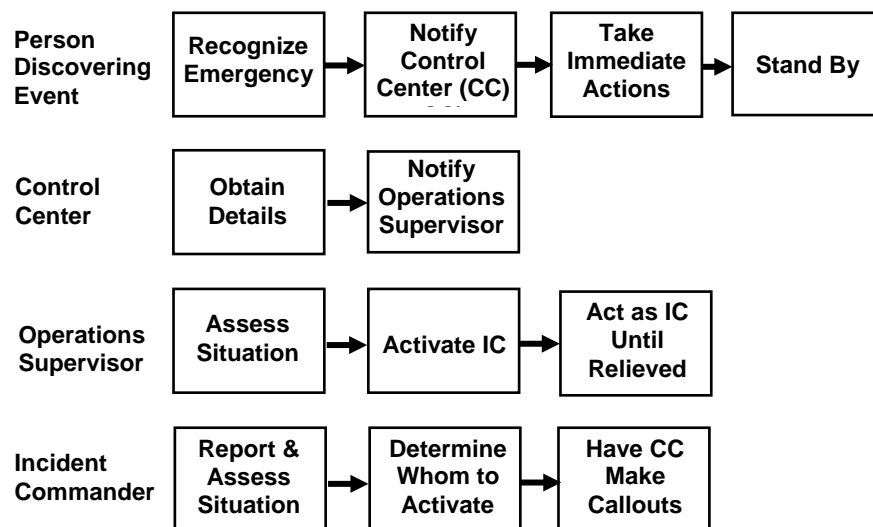 Person
Discovering
Event
Recognize
Emergency
Notify
Control
Center (CC)
Take
Immediate
Actions
Stand By
Control
Center
Obtain
Details
Notify
Operations
Supervisor
Operations
Supervisor
Assess
Situation
Activate IC
Act as IC
Until
Relieved
Incident
Commander
Report &
Assess
Situation
Determine
Whom to
Activate
Have CC
Make
Callouts